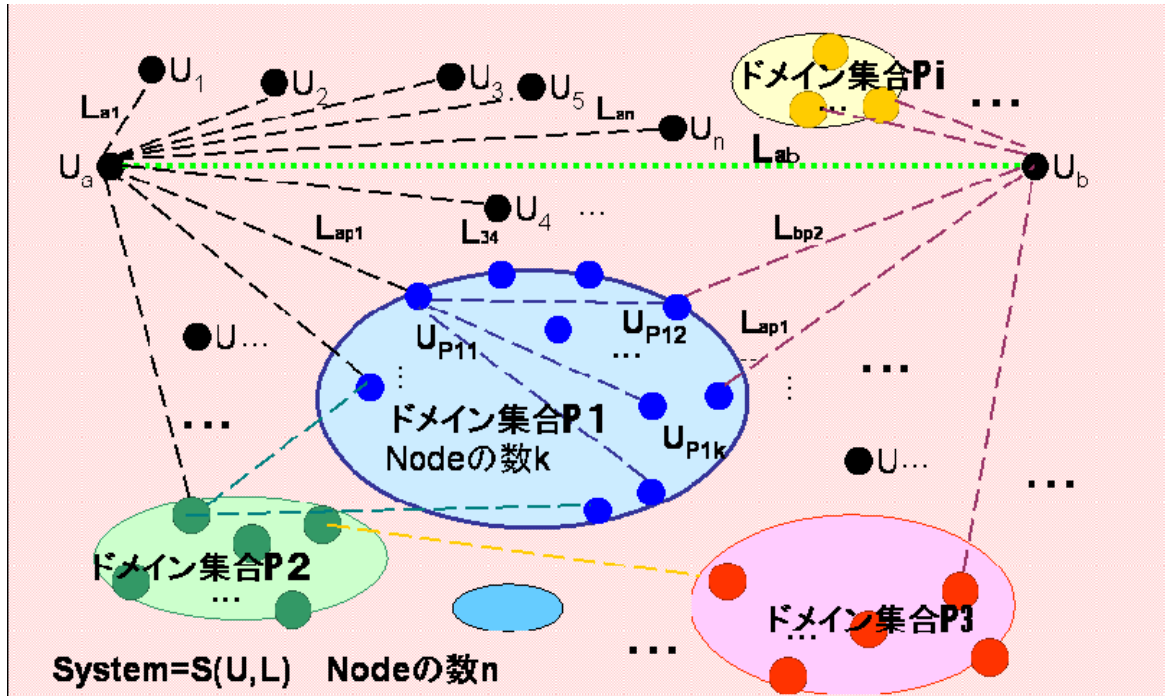 U1
U2
U3
U5
ドメイン集合Pi
...
...
La1
Lan
Un
Ua
Lab
Ub
U4 ...
Lap1
L34
Lbp2
UP11
UP12
Lap1
U...
...
...
...
ドメイン集合P1
Nodeの数k
UP1k
...
U...
...
ドメイン集合P2
...
ドメイン集合P3
...
...
System=S(U,L) Nodeの数n